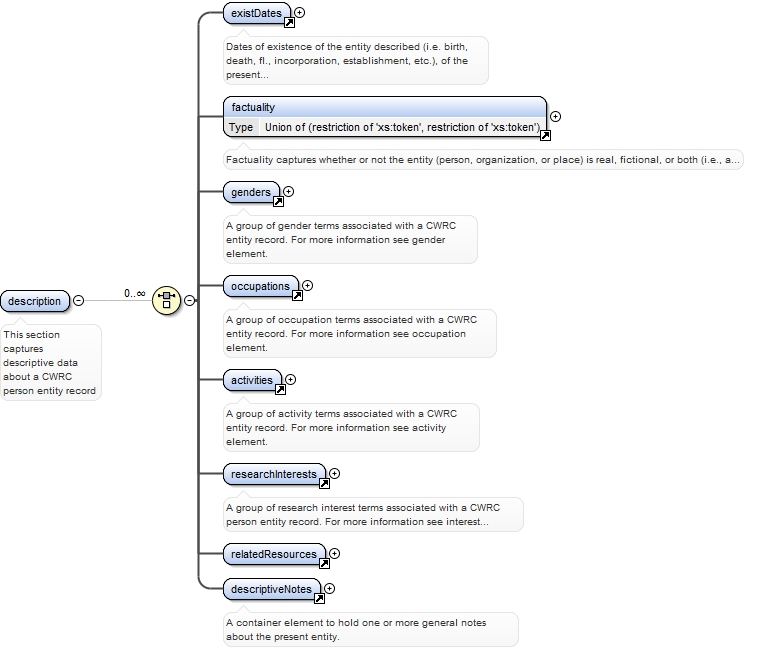 existDates
Dates of existence of the entity described (i.e. birth,
death, fl., incorporation, establishment, etc.), of the
present...
factuality
Type Union of (restriction of 'xs:token', restriction of 'xs:token')
Factuality captures whether or not the entity (person, organization, or place) is real, fictional, or both (i.e., a...
genders
A group of gender terms associated with a CWRC
entity record. For more information see gender
element.
occupations
A group of occupation terms associated with a CWRC
entity record. For more information see occupation
element.
description
0..∞
This section
captures
descriptive data
about a CWRC
person entity record
activities
A group of activity terms associated with a CWRC
entity record. For more information see activity
element.
researchInterests
A group of research interest terms associated with a CWRC
person entity record. For more information see interest...
relatedResources
descriptiveNotes
A container element to hold one or more general notes
about the present entity.